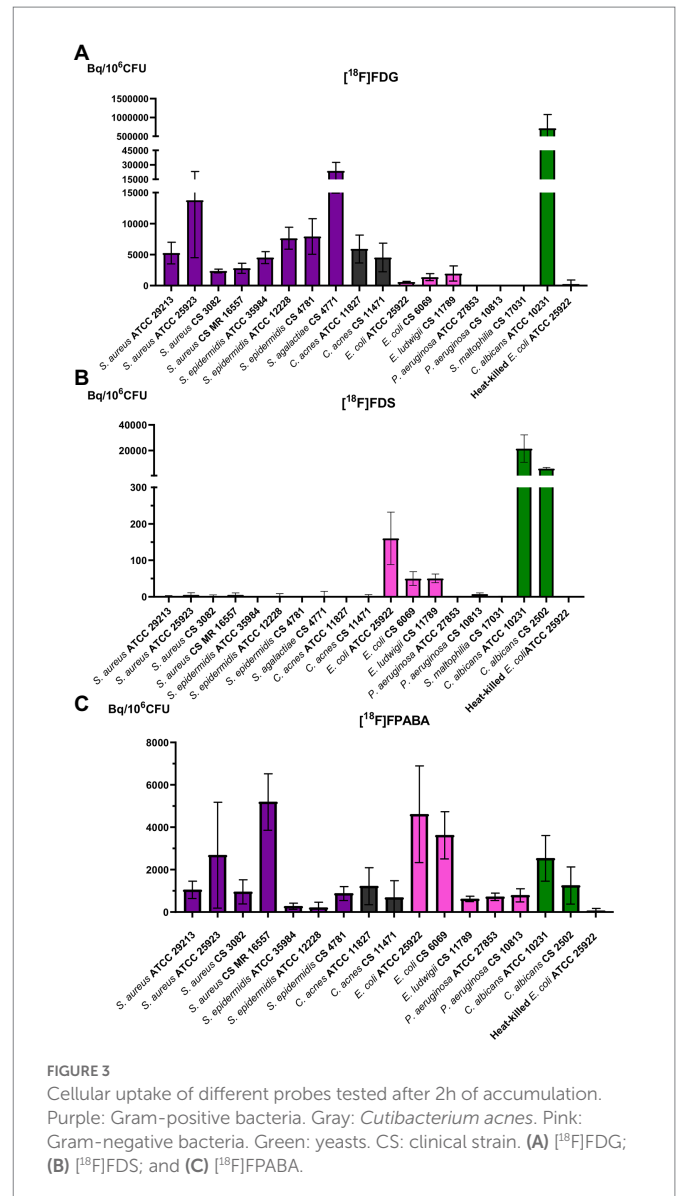 A
Bq/10⁶CFU
[¹⁸F]FDG
1500000
1000000
500000
45000
30000
15000
15000
10000
5000
0
S. aureus ATCC 29213
S. aureus ATCC 25923
S. aureus CS 3082
S. aureus CS MR 16557
S. epidermidis ATCC 35984
S. epidermidis ATCC 12228
S. epidermidis CS 4781
S. agalactiae CS 4771
C. acnes ATCC 11827
C. acnes CS 11471
E. coli ATCC 25922
E. coli CS 6069
E. ludwigii CS 11789
P. aeruginosa ATCC 27853
P. aeruginosa CS 10813
S. maltophilia CS 17031
C. albicans ATCC 10231
Heat-killed E. coli ATCC 25922
B
Bq/10⁶CFU
[¹⁸F]FDS
40000
20000
300
200
100
0
S. aureus ATCC 29213
S. aureus ATCC 25923
S. aureus CS 3082
S. aureus CS MR 16557
S. epidermidis ATCC 35984
S. epidermidis ATCC 12228
S. epidermidis CS 4781
S. agalactiae CS 4771
C. acnes ATCC 11827
C. acnes CS 11471
E. coli ATCC 25922
E. coli CS 6069
E. ludwigii CS 11789
P. aeruginosa ATCC 27853
P. aeruginosa CS 10813
S. maltophilia CS 17031
C. albicans ATCC 10231
C. albicans CS 2502
Heat-killed E. coliATCC 25922
C
Bq/10⁶CFU
[¹⁸F]FPABA
8000
6000
4000
2000
0
S. aureus ATCC 29213
S. aureus ATCC 25923
S. aureus CS 3082
S. aureus CS MR 16557
S. epidermidis ATCC 35984
S. epidermidis ATCC 12228
S. epidermidis CS 4781
C. acnes ATCC 11827
C. acnes CS 11471
E. coli ATCC 25922
E. coli CS 6069
E. ludwigii CS 11789
P. aeruginosa ATCC 27853
P. aeruginosa CS 10813
C. albicans ATCC 10231
C. albicans CS 2502
Heat-killed E. coli ATCC 25922
FIGURE 3
Cellular uptake of different probes tested after 2h of accumulation.
Purple: Gram-positive bacteria. Gray: Cutibacterium acnes. Pink:
Gram-negative bacteria. Green: yeasts. CS: clinical strain. (A) [¹⁸F]FDG;
(B) [¹⁸F]FDS; and (C) [¹⁸F]FPABA.